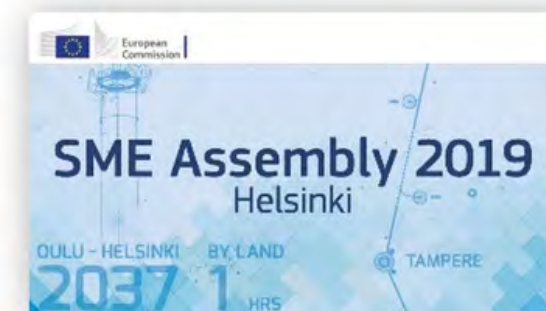 European
Commission
SME Assembly 2019
Helsinki
OULU - HELSINKI BY LAND
TAMPERE
2037 1 HRS